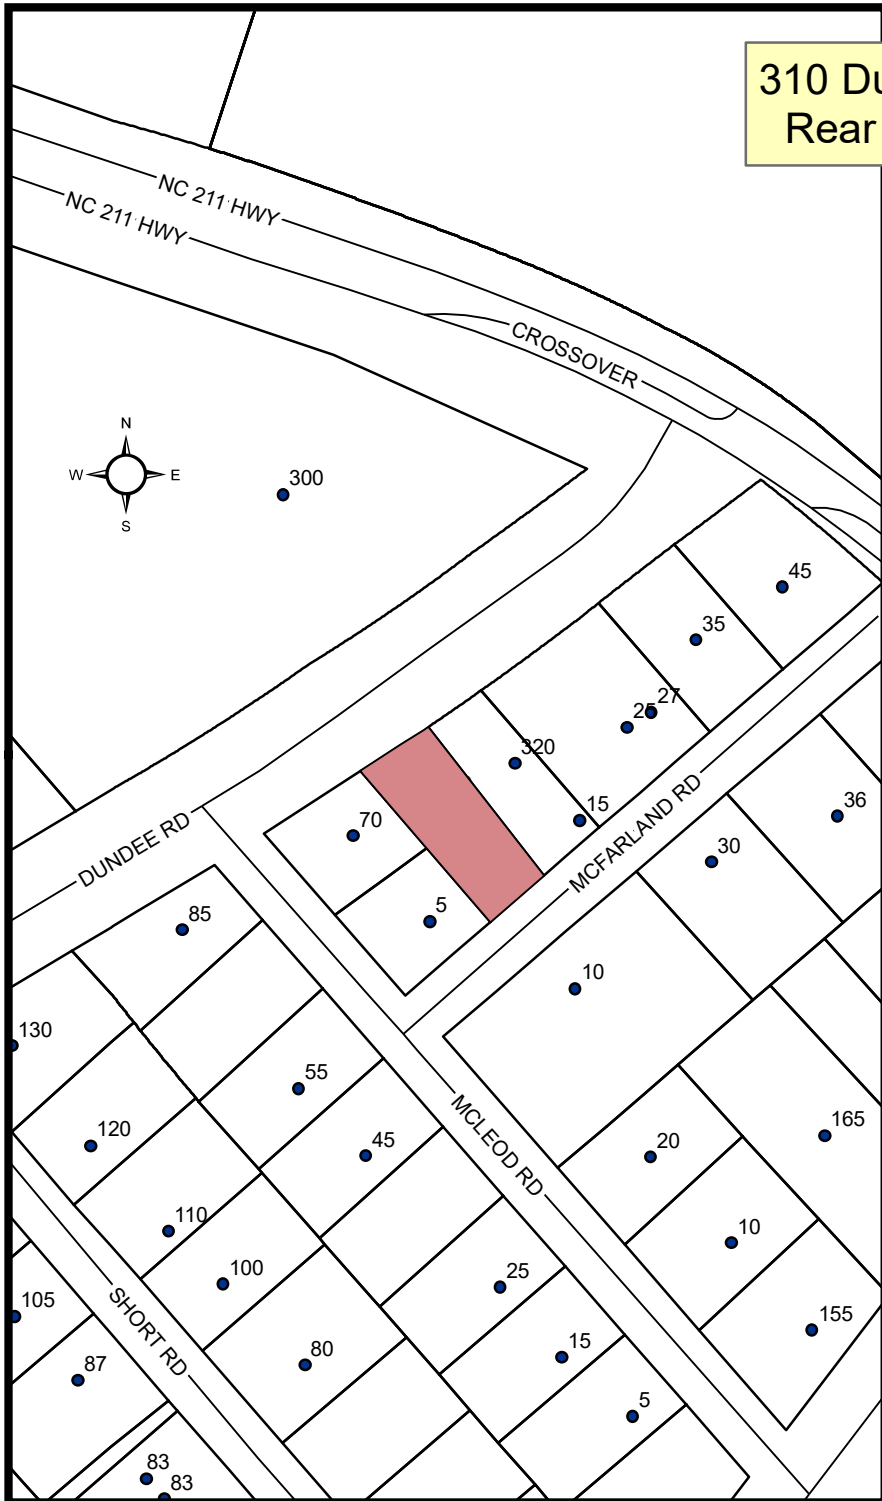 310 Du
Rear
NC 211 HWY
NC 211 HWY
CROSSOVER
N
W
E
S
300
45
35
27
25
320
15
36
MCFARLAND RD
30
70
DUNDEE RD
5
85
10
130
55
MCLEOD RD
165
120
45
20
110
10
100
25
105
SHORT RD
155
80
15
87
5
83
83